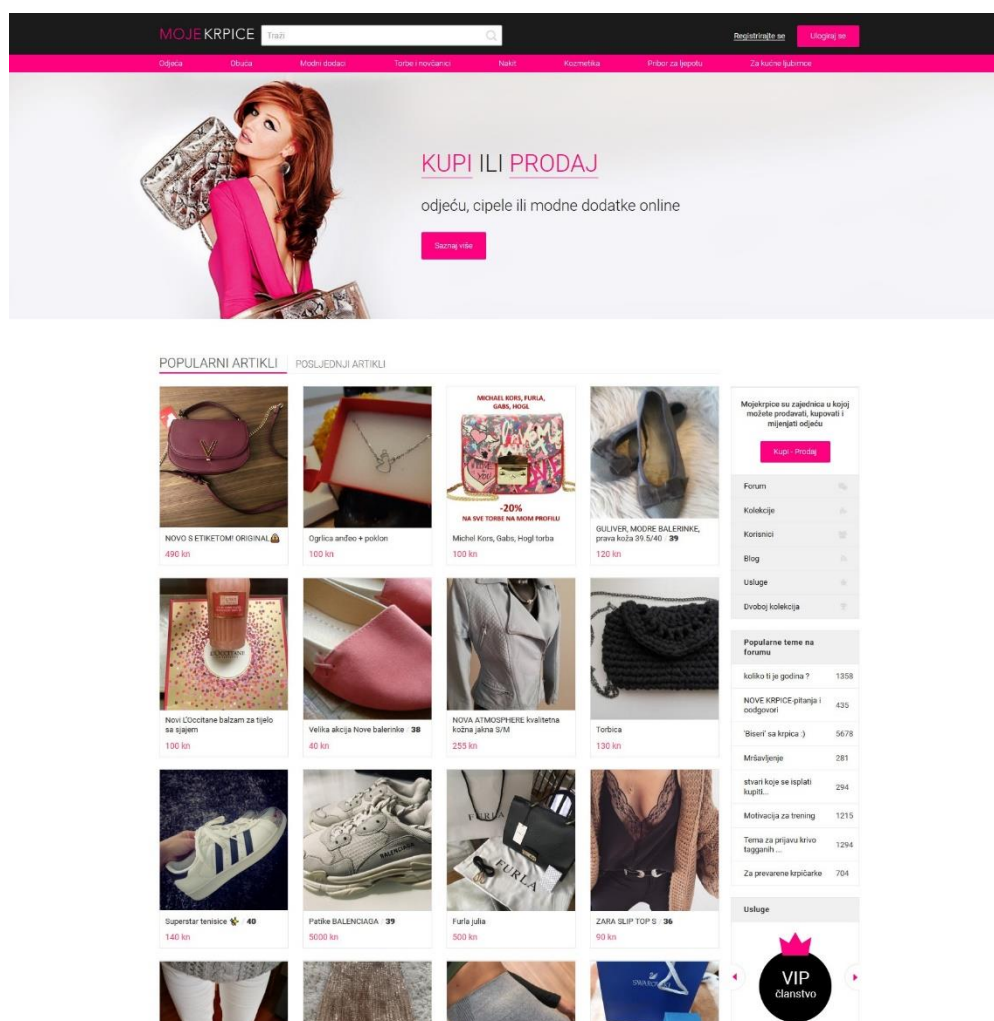 MOJEKRPICE
Traži
Registrirajte se
Ulogiraj se
Odjeća
Obuća
Modni dodaci
Torbe i novčanici
Nakit
Kozmetika
Pribor za ljepotu
Za kućne ljubimce
KUPI ILI PRODAJ
odjeću, cipele ili modne dodatke online
Saznaj više
POPULARNI ARTIKLI
POSLJEDNJI ARTIKLI
MICHAEL KORS, FURLA,
GABS, HOGL
-20%
NA SVE TORBE NA MOM PROFILU
NOVO S ETIKETOM! ORIGINAL
490 kn
Ogrlica anđeo + poklon
100 kn
Michel Kors, Gabs, Hogl torba
100 kn
GULIVER, MODRE BALERINKE,
prava koža 39.5/40 / 39
120 kn
L'OCCITANE
Novi L'Occitane balzam za tijelo
sa sjajem
100 kn
Velika akcija Nove balerinke / 38
40 kn
NOVA ATMOSPHERE kvalitetna
kožna jakna S/M
255 kn
Torbica
130 kn
BALENCIAGA
FURLA
FURLA
Superstar tenisice / 40
140 kn
Patike BALENCIAGA / 39
5000 kn
Furla julia
500 kn
ZARA SLIP TOP S / 36
90 kn
SWAROVSKI
Mojekrpice su zajednica u kojoj
možete prodavati, kupovati i
mijenjati odjeću
Kupi - Prodaj
Forum
Kolekcije
Korisnici
Blog
Usluge
Dvoboj kolekcija
Popularne teme na
forumu
koliko ti je godina ? 1358
NOVE KRPICE-pitanja i
oodgovori 435
'Biseri' sa krpica :) 5678
Mršavljenje 281
stvari koje se isplati
kupiti... 294
Motivacija za trening 1215
Tema za prijavu krivo
tagganih ... 1294
Za prevarene krpičarke 704
Usluge
VIP
članstvo